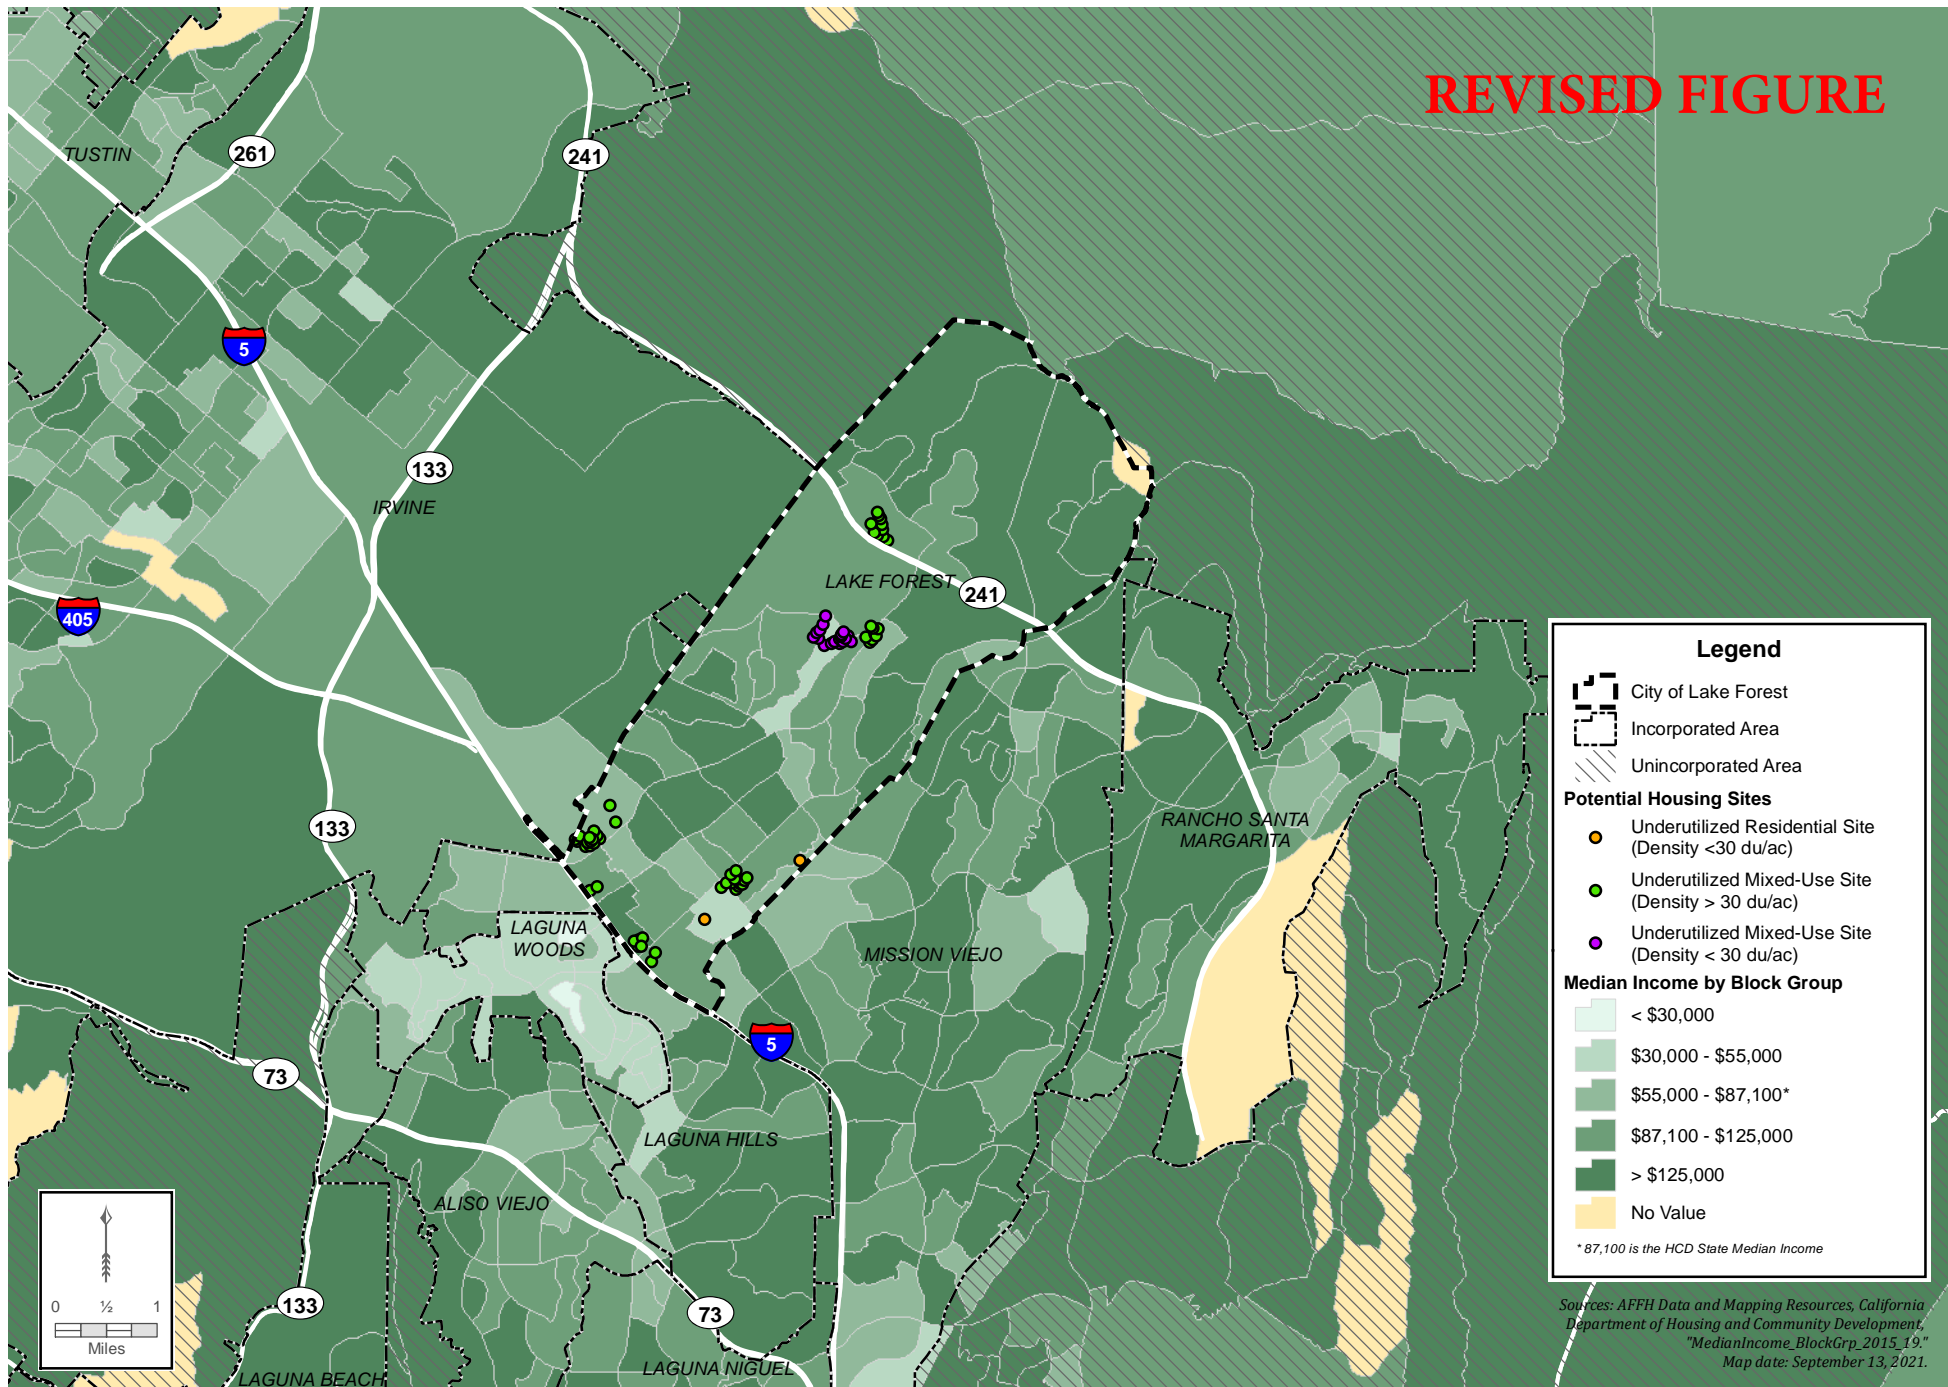 REVISED FIGURE
TUSTIN
261
241
5
133
IRVINE
405
LAKE FOREST
241
133
RANCHO SANTA
MARGARITA
LAGUNA
WOODS
MISSION VIEJO
5
73
LAGUNA HILLS
ALISO VIEJO
133
73
LAGUNA NIGUEL
LAGUNA BEACH
0 ½ 1
Miles
Legend
City of Lake Forest
Incorporated Area
Unincorporated Area
Potential Housing Sites
Underutilized Residential Site
(Density <30 du/ac)
Underutilized Mixed-Use Site
(Density > 30 du/ac)
Underutilized Mixed-Use Site
(Density < 30 du/ac)
Median Income by Block Group
< $30,000
$30,000 - $55,000
$55,000 - $87,100*
$87,100 - $125,000
> $125,000
No Value
* 87,100 is the HCD State Median Income
Sources: AFFH Data and Mapping Resources, California
Department of Housing and Community Development,
"MedianIncome_BlockGrp_2015_19."
Map date: September 13, 2021.